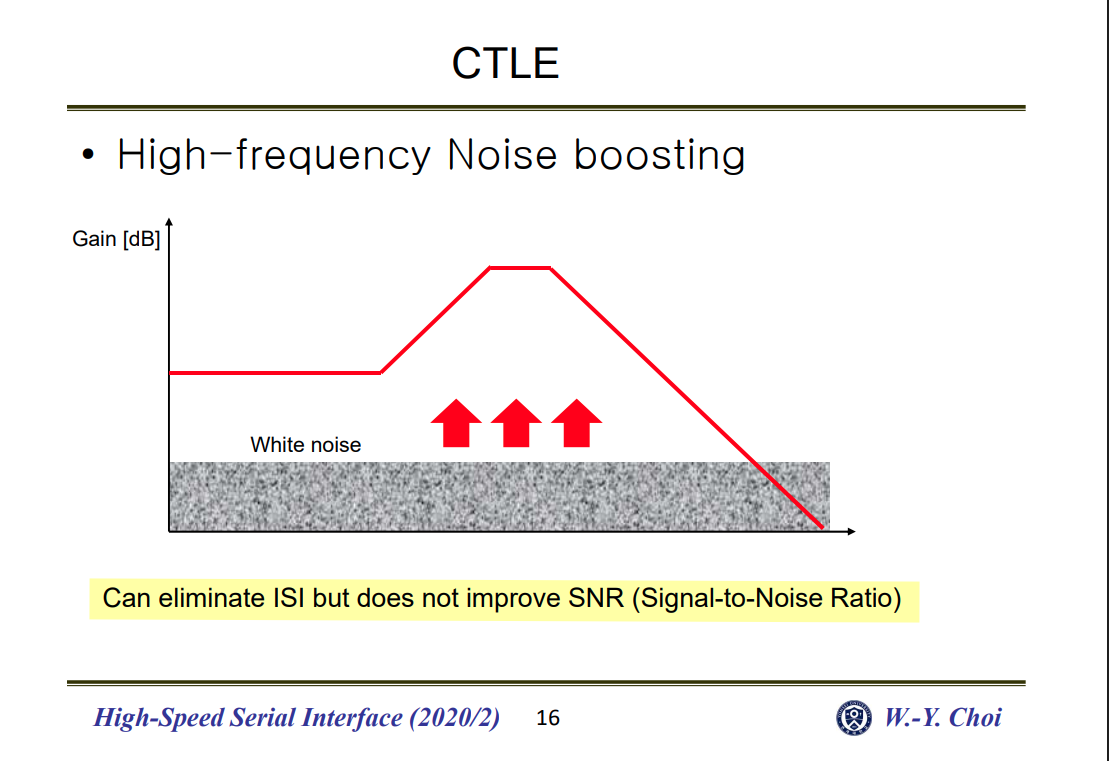 CTLE
• High-frequency Noise boosting
Gain [dB]
White noise
Can eliminate ISI but does not improve SNR (Signal-to-Noise Ratio)
High-Speed Serial Interface (2020/2) 16 W.-Y. Choi